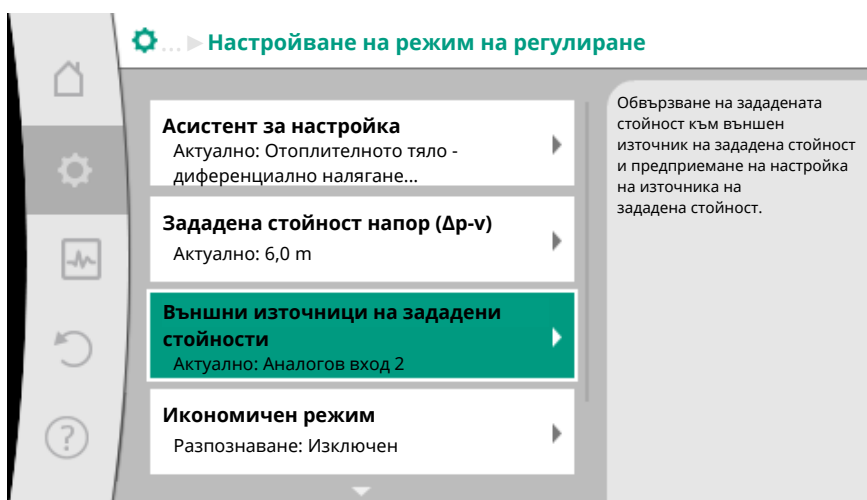 ... Настройване на режим на регулиране
Асистент за настройка
Актуално: Отоплителното тяло -
диференциално налягане...
Зададена стойност напор (Δp-v)
Актуално: 6,0 m
Външни източници на зададени
стойности
Актуално: Аналогов вход 2
Икономичен режим
Разпознаване: Изключен
Обвързване на зададената
стойност към външен
източник на зададена стойност
и предприемане на настройка
на източника на
зададена стойност.
?